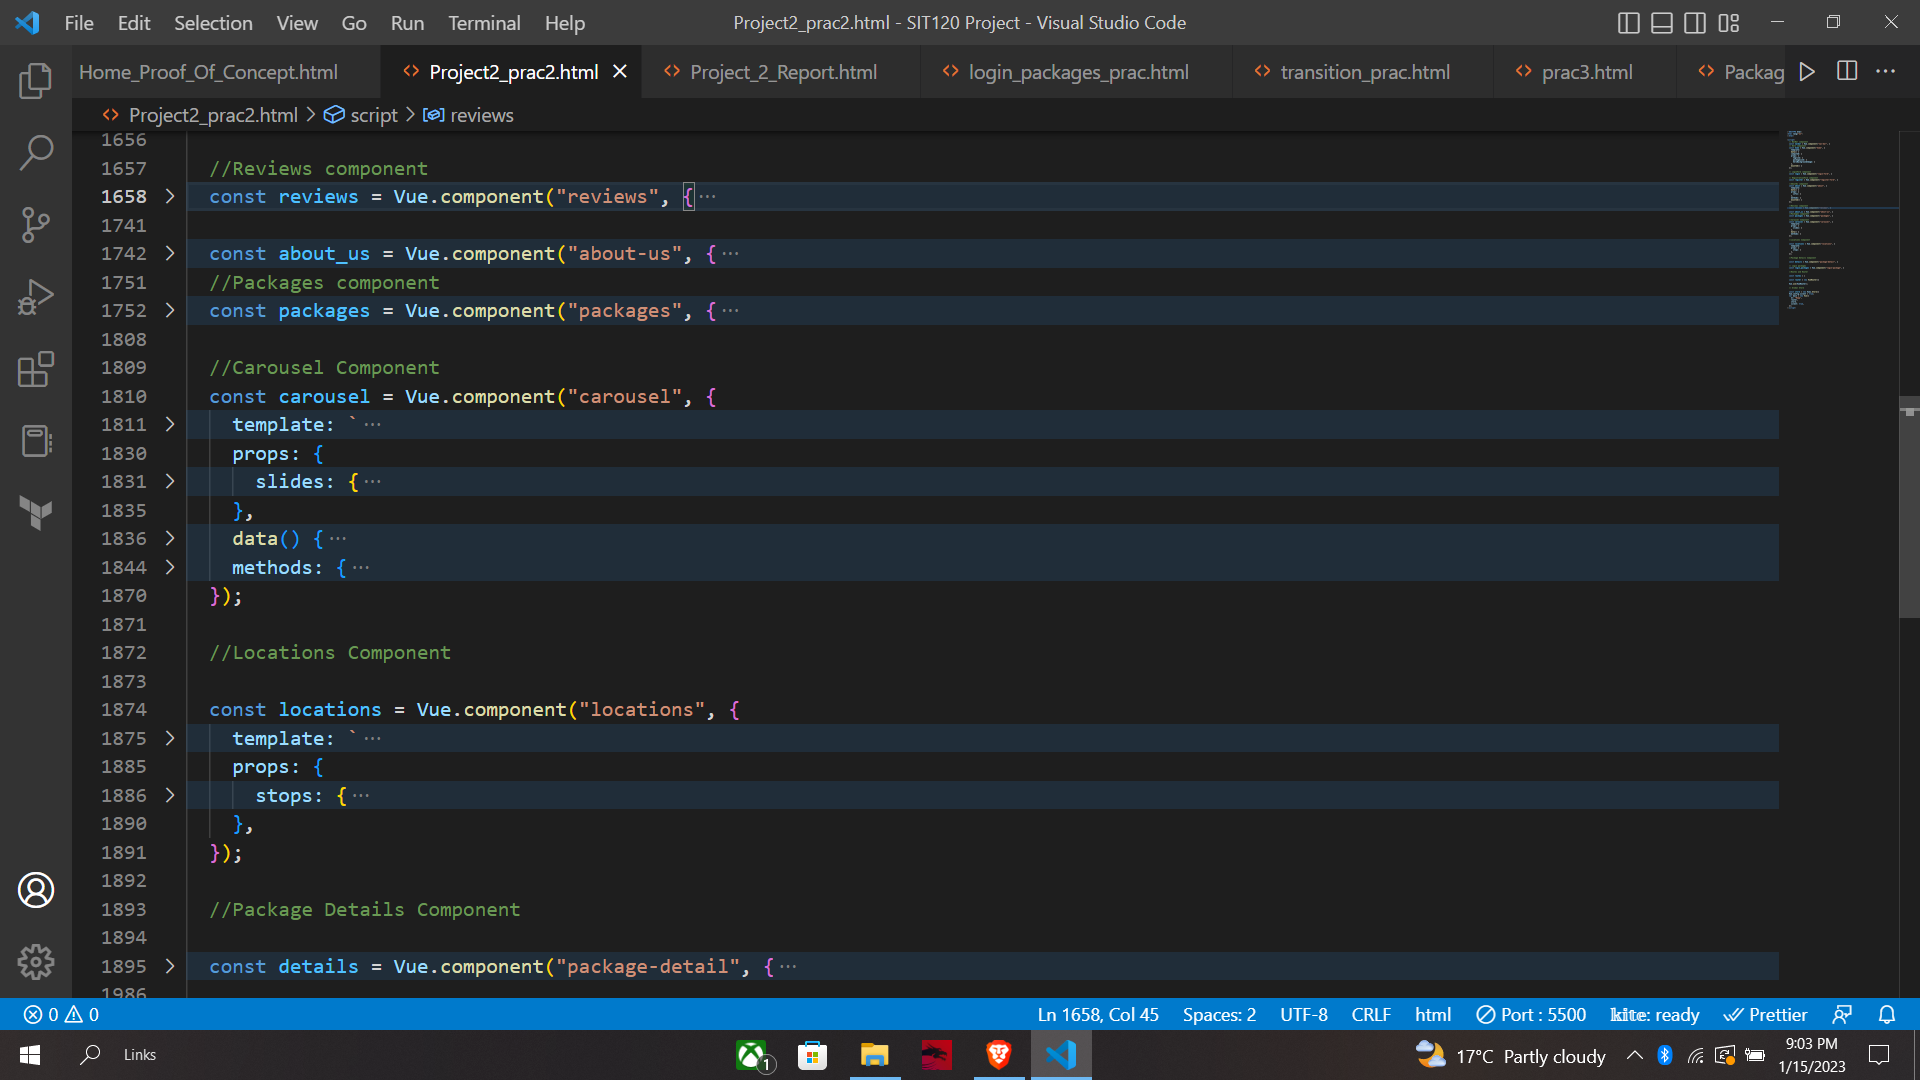 File Edit Selection View Go Run Terminal Help Project2_prac2.html - SIT120 Project - Visual Studio Code
Home_Proof_Of_Concept.html Project2_prac2.html Project_2_Report.html login_packages_prac.html transition_prac.html prac3.html Packag
Project2_prac2.html script reviews
1656
1657 //Reviews component
1658 const reviews = Vue.component("reviews", {···
1741
1742 const about_us = Vue.component("about-us", {···
1751 //Packages component
1752 const packages = Vue.component("packages", {···
1808
1809 //Carousel Component
1810 const carousel = Vue.component("carousel", {
1811 template: `···
1830 props: {
1831 slides: {···
1835 },
1836 data() {···
1844 methods: {···
1870 });
1871
1872 //Locations Component
1873
1874 const locations = Vue.component("locations", {
1875 template: `···
1885 props: {
1886 stops: {···
1890 },
1891 });
1892
1893 //Package Details Component
1894
1895 const details = Vue.component("package-detail", {···
1986
0 0 Ln 1658, Col 45 Spaces: 2 UTF-8 CRLF html Port : 5500 kite: ready Prettier
Links 1 17°C Partly cloudy 9:03 PM
1/15/2023